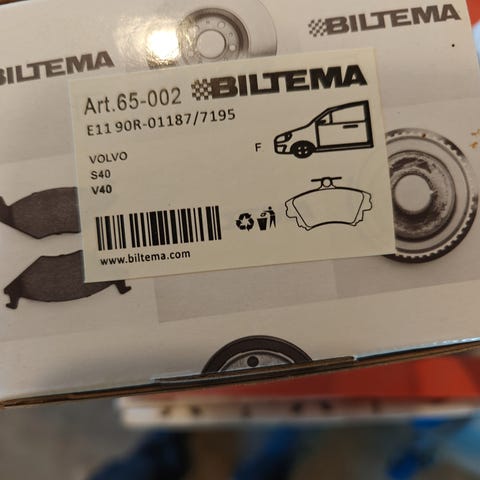 BILTEMA
BILTEMA
Art.65-002 BILTEMA
E11 90R-01187/7195
VOLVO
S40
V40
F
www.biltema.com